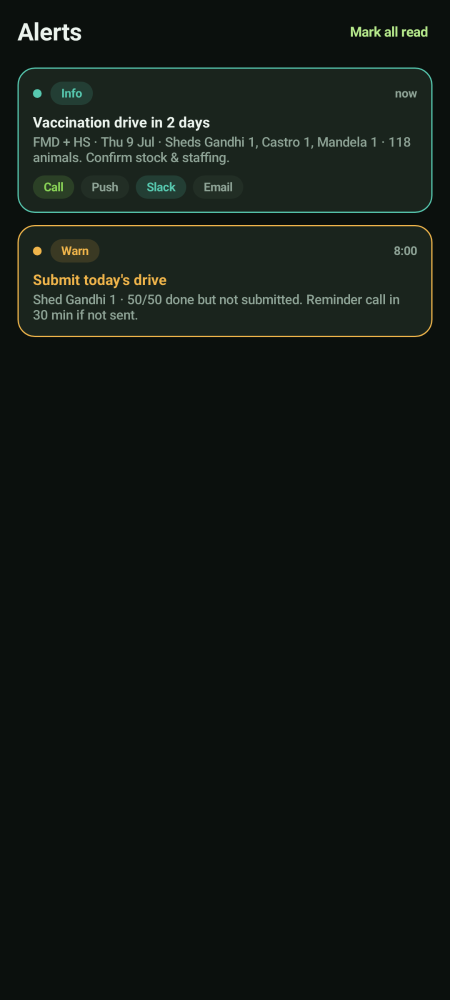 Alerts
Mark all read
Info
now
Vaccination drive in 2 days
FMD + HS · Thu 9 Jul · Sheds Gandhi 1, Castro 1, Mandela 1 · 118
animals. Confirm stock & staffing.
Call
Push
Slack
Email
Warn
8:00
Submit today's drive
Shed Gandhi 1 · 50/50 done but not submitted. Reminder call in
30 min if not sent.